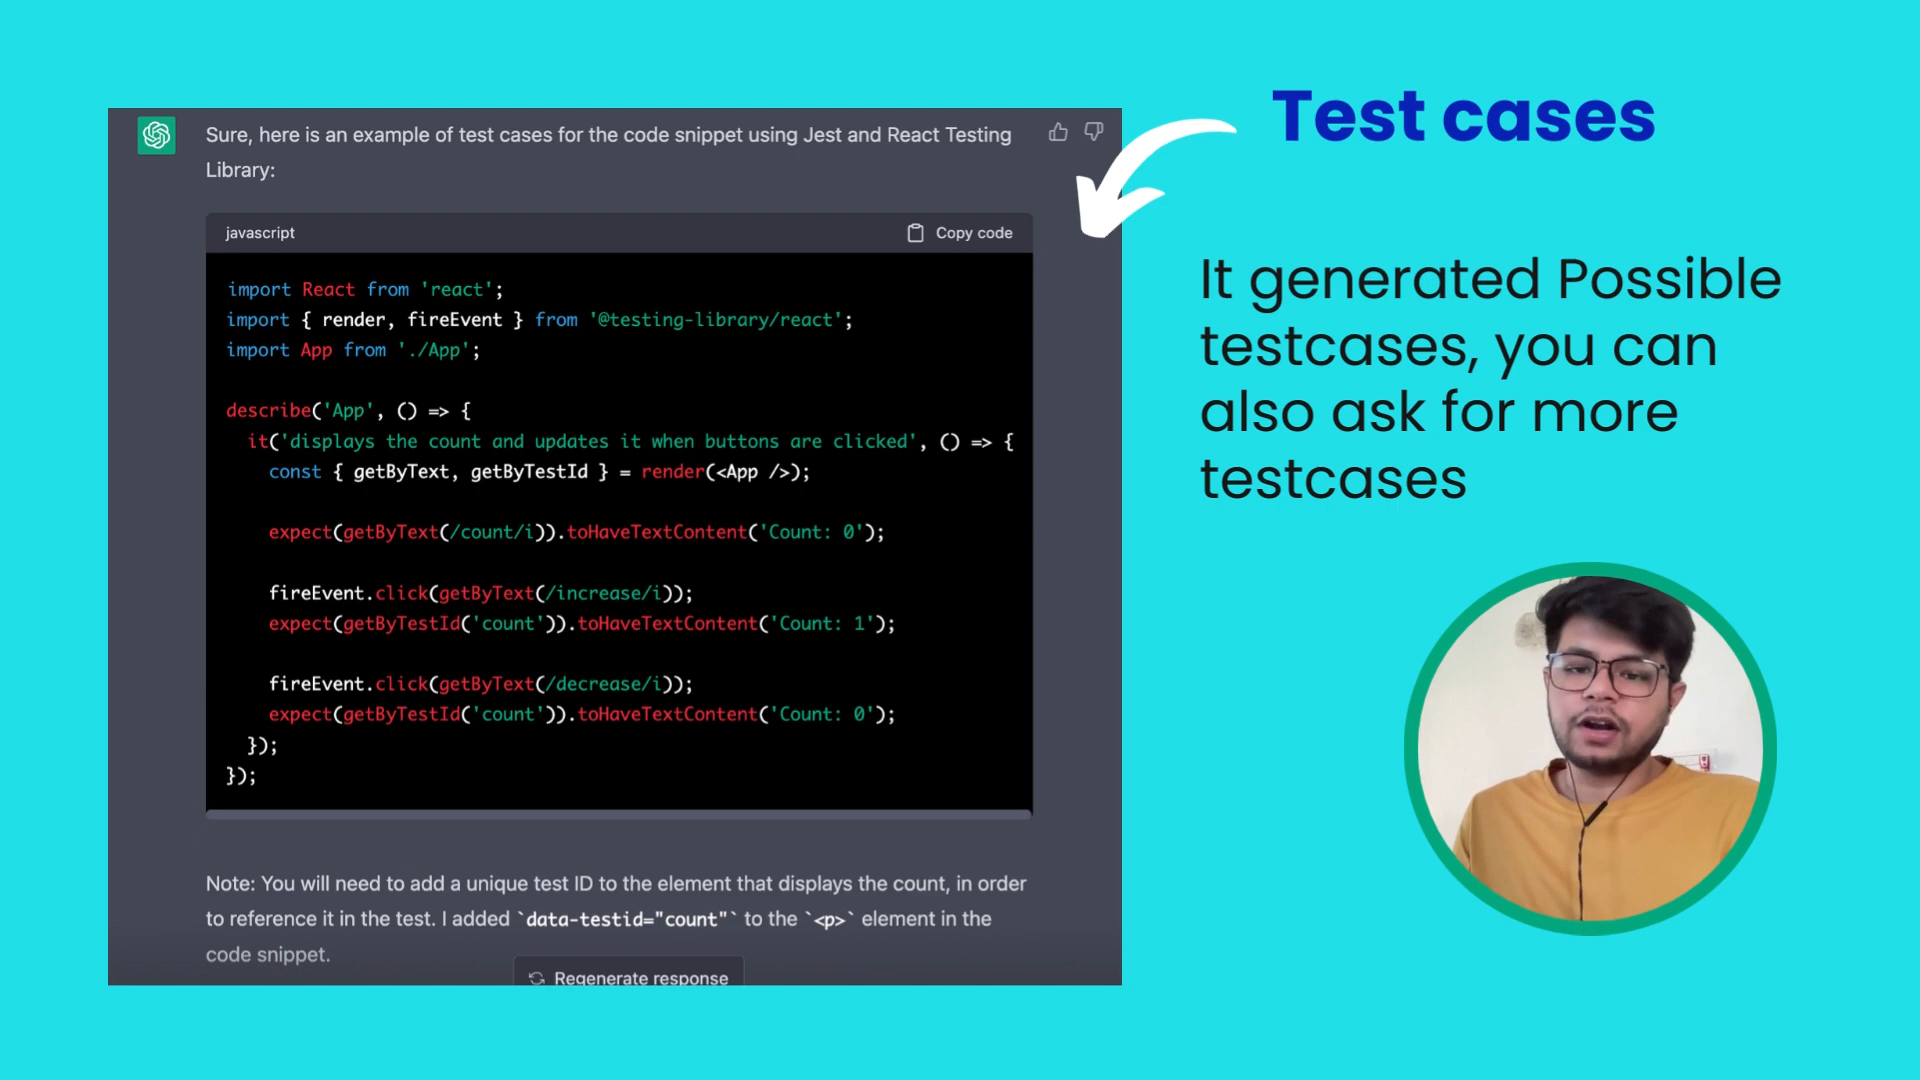 Sure, here is an example of test cases for the code snippet using Jest and React Testing
Library:
javascript
Copy code
import React from 'react';
import { render, fireEvent } from '@testing-library/react';
import App from './App';
describe('App', () => {
  it('displays the count and updates it when buttons are clicked', () => {
    const { getByText, getByTestId } = render(<App />);
    expect(getByText(/count/i)).toHaveTextContent('Count: 0');
    fireEvent.click(getByText(/increase/i));
    expect(getByTestId('count')).toHaveTextContent('Count: 1');
    fireEvent.click(getByText(/decrease/i));
    expect(getByTestId('count')).toHaveTextContent('Count: 0');
  });
});
Note: You will need to add a unique test ID to the element that displays the count, in order
to reference it in the test. I added `data-testid="count"` to the `<p>` element in the
code snippet.
Regenerate response
Test cases
It generated Possible
testcases, you can
also ask for more
testcases